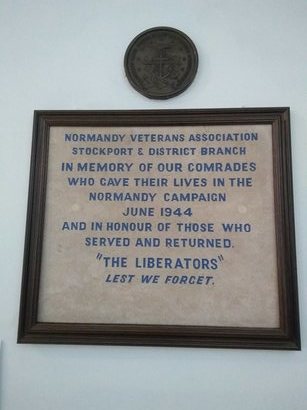 NORMANDY VETERANS ASSOCIATION
STOCKPORT & DISTRICT BRANCH
IN MEMORY OF OUR COMRADES
WHO GAVE THEIR LIVES IN THE
NORMANDY CAMPAIGN
JUNE 1944
AND IN HONOUR OF THOSE WHO
SERVED AND RETURNED.
"THE LIBERATORS"
LEST WE FORGET.